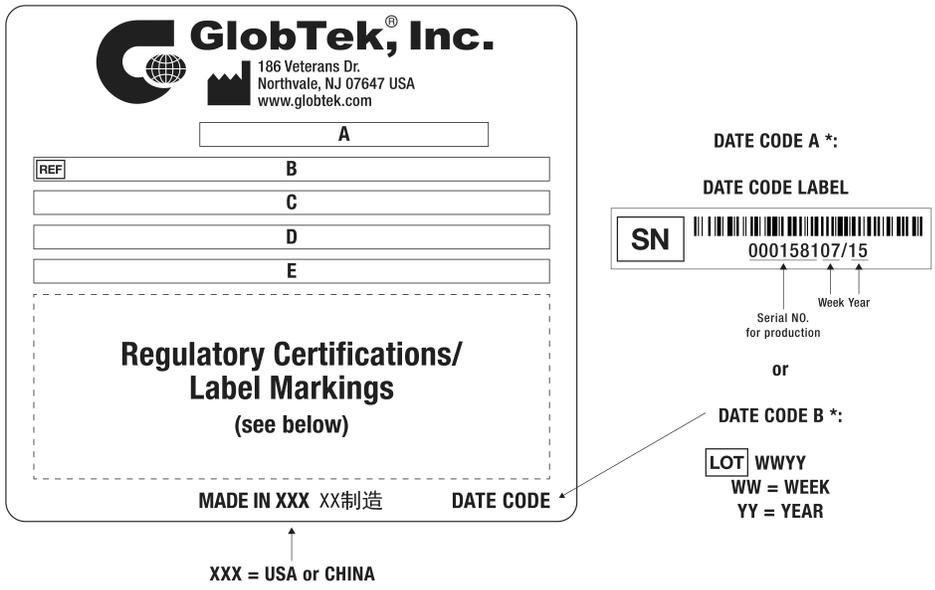 GlobTek, Inc.®
186 Veterans Dr.
Northvale, NJ 07647 USA
www.globtek.com
A
REF B
C
D
E
Regulatory Certifications/
Label Markings
(see below)
MADE IN XXX XX制造 DATE CODE
XXX = USA or CHINA
DATE CODE A *:
DATE CODE LABEL
SN
000158107/15
Week Year
Serial NO.
for production
or
DATE CODE B *:
LOT WWYY
WW = WEEK
YY = YEAR